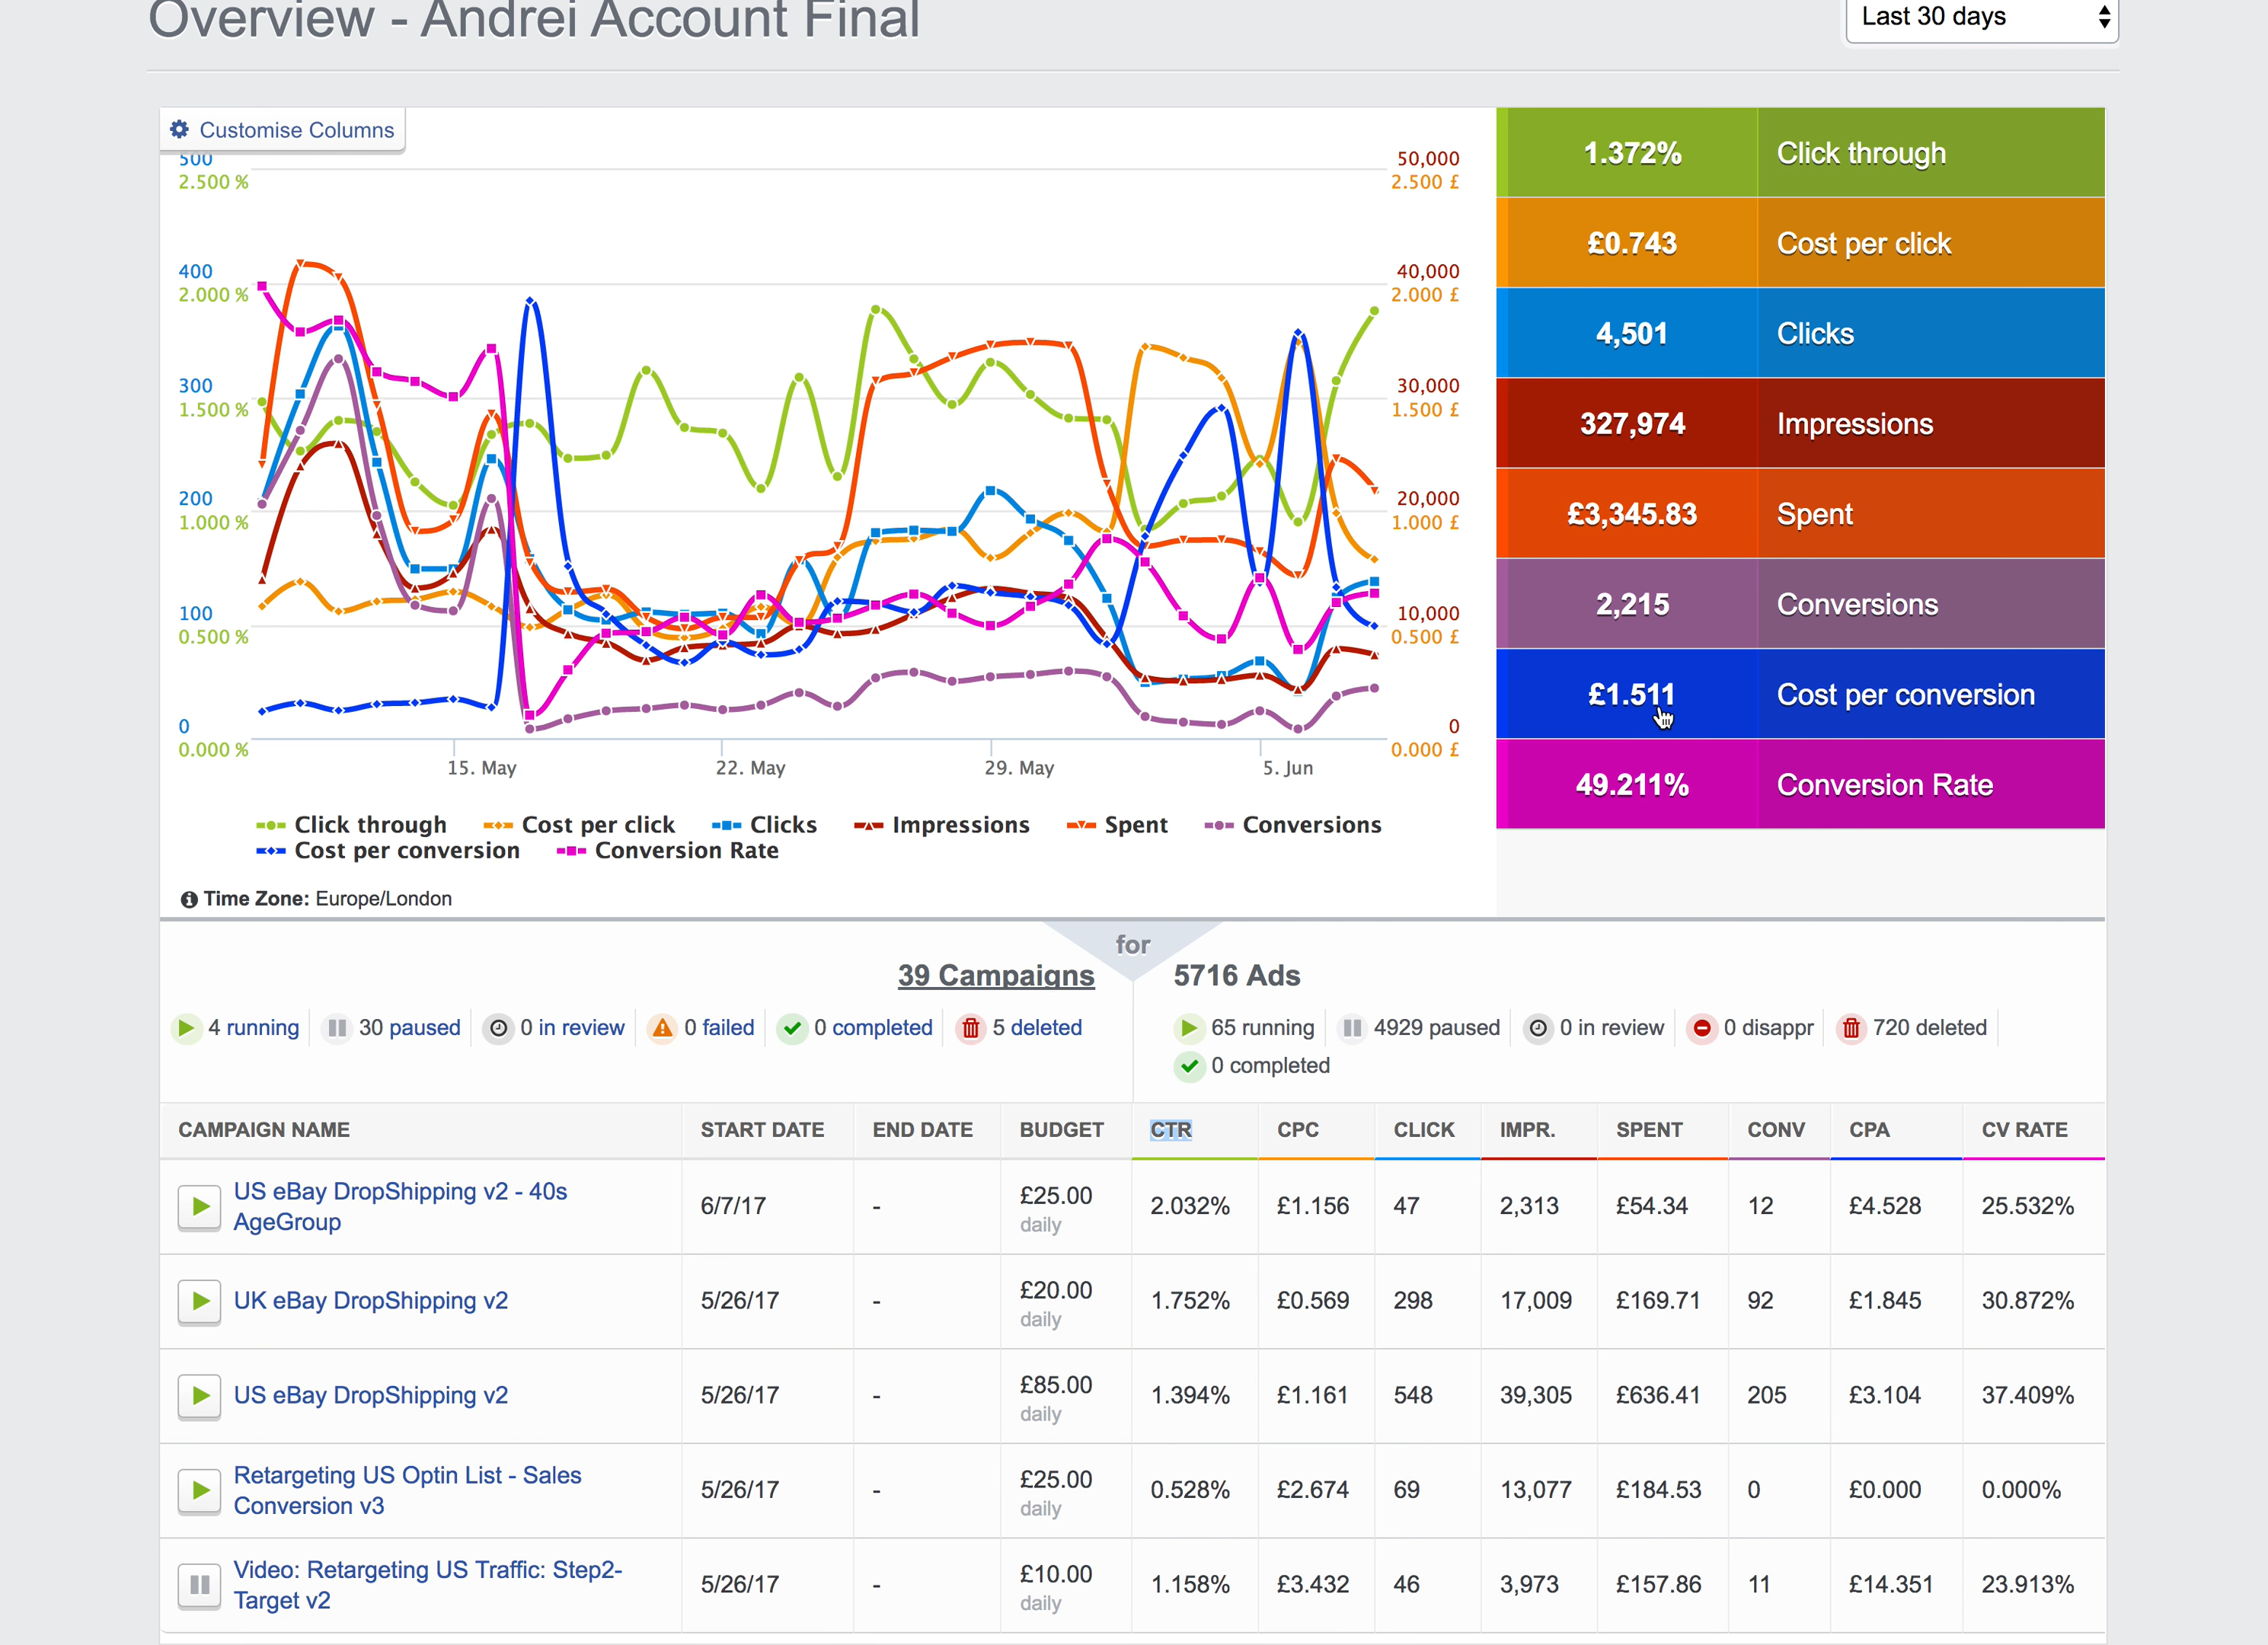 Overview - Andrei Account Final
Last 30 days
Customise Columns
500
2.500 %
400
2.000 %
300
1.500 %
200
1.000 %
100
0.500 %
0
0.000 %
50,000
2.500 £
40,000
2.000 £
30,000
1.500 £
20,000
1.000 £
10,000
0.500 £
0
0.000 £
15. May
22. May
29. May
5. Jun
Click through
Cost per click
Clicks
Impressions
Spent
Conversions
Cost per conversion
Conversion Rate
Time Zone: Europe/London
1.372% Click through
£0.743 Cost per click
4,501 Clicks
327,974 Impressions
£3,345.83 Spent
2,215 Conversions
£1.511 Cost per conversion
49.211% Conversion Rate
for
39 Campaigns
5716 Ads
4 running 30 paused 0 in review 0 failed 0 completed 5 deleted
65 running 4929 paused 0 in review 0 disappr 720 deleted
0 completed
CAMPAIGN NAME START DATE END DATE BUDGET CTR CPC CLICK IMPR. SPENT CONV CPA CV RATE
US eBay DropShipping v2 - 40s
AgeGroup
6/7/17 - £25.00 2.032% £1.156 47 2,313 £54.34 12 £4.528 25.532%
daily
UK eBay DropShipping v2 5/26/17 - £20.00 1.752% £0.569 298 17,009 £169.71 92 £1.845 30.872%
daily
US eBay DropShipping v2 5/26/17 - £85.00 1.394% £1.161 548 39,305 £636.41 205 £3.104 37.409%
daily
Retargeting US Optin List - Sales
Conversion v3
5/26/17 - £25.00 0.528% £2.674 69 13,077 £184.53 0 £0.000 0.000%
daily
Video: Retargeting US Traffic: Step2-
Target v2
5/26/17 - £10.00 1.158% £3.432 46 3,973 £157.86 11 £14.351 23.913%
daily